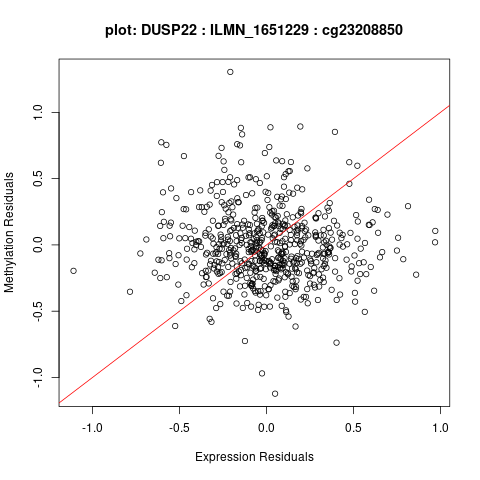 plot: DUSP22 : ILMN_1651229 : cg23208850
Methylation Residuals
1.0
0.5
0.0
-0.5
-1.0
-1.0 -0.5 0.0 0.5 1.0
Expression Residuals